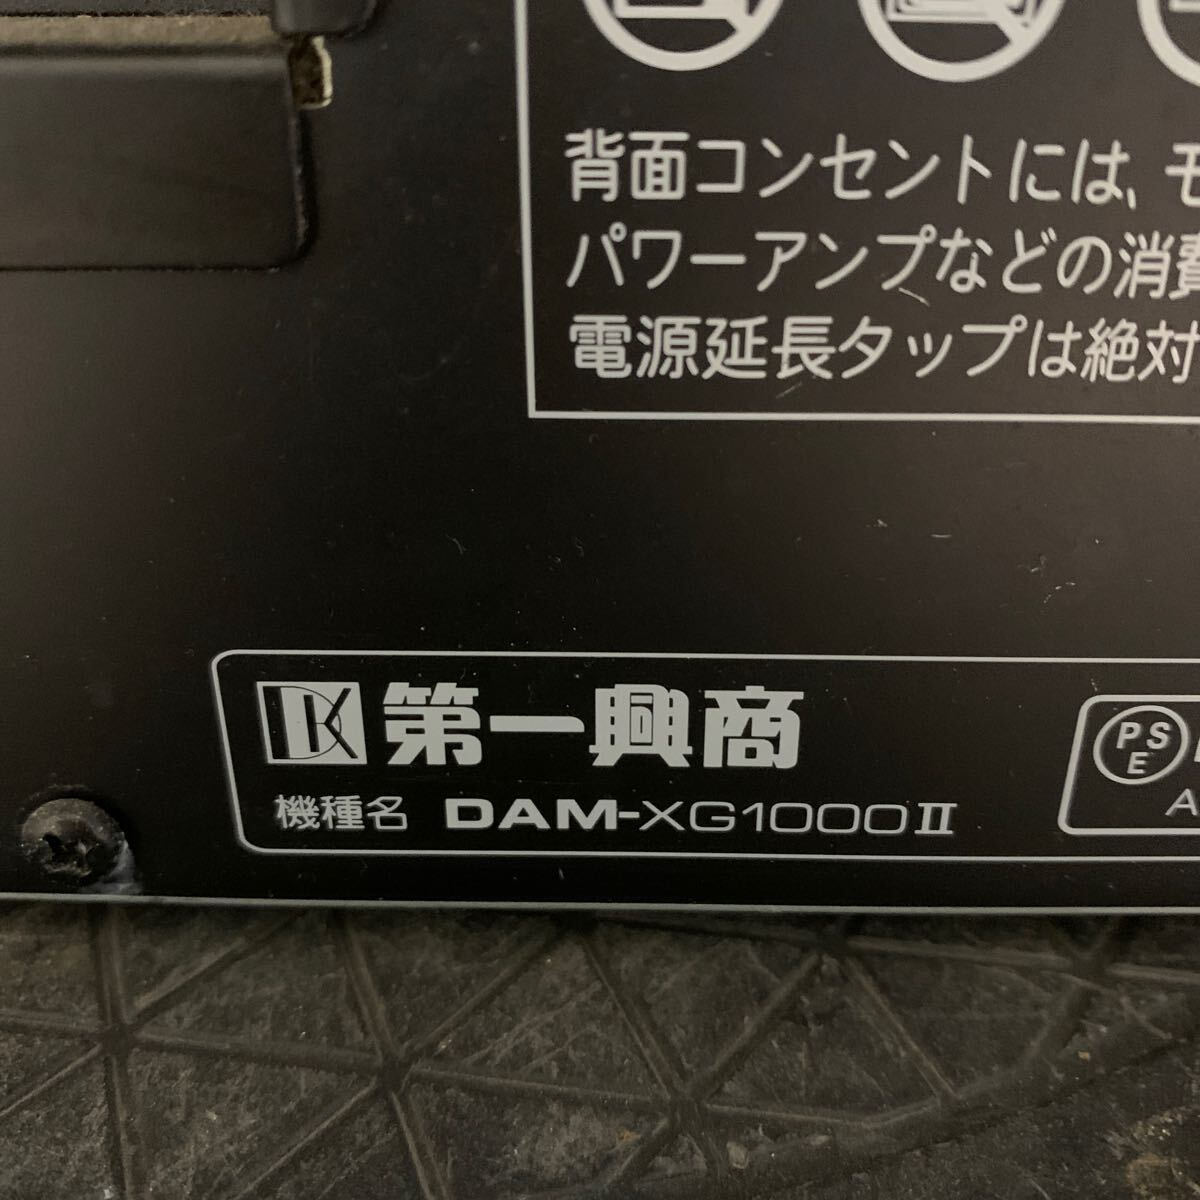 背面コンセントには、モ
パワーアンプなどの消費
電源延長タップは絶対
DK 第一興商
機種名 DAM-XG1000II
PSE
A